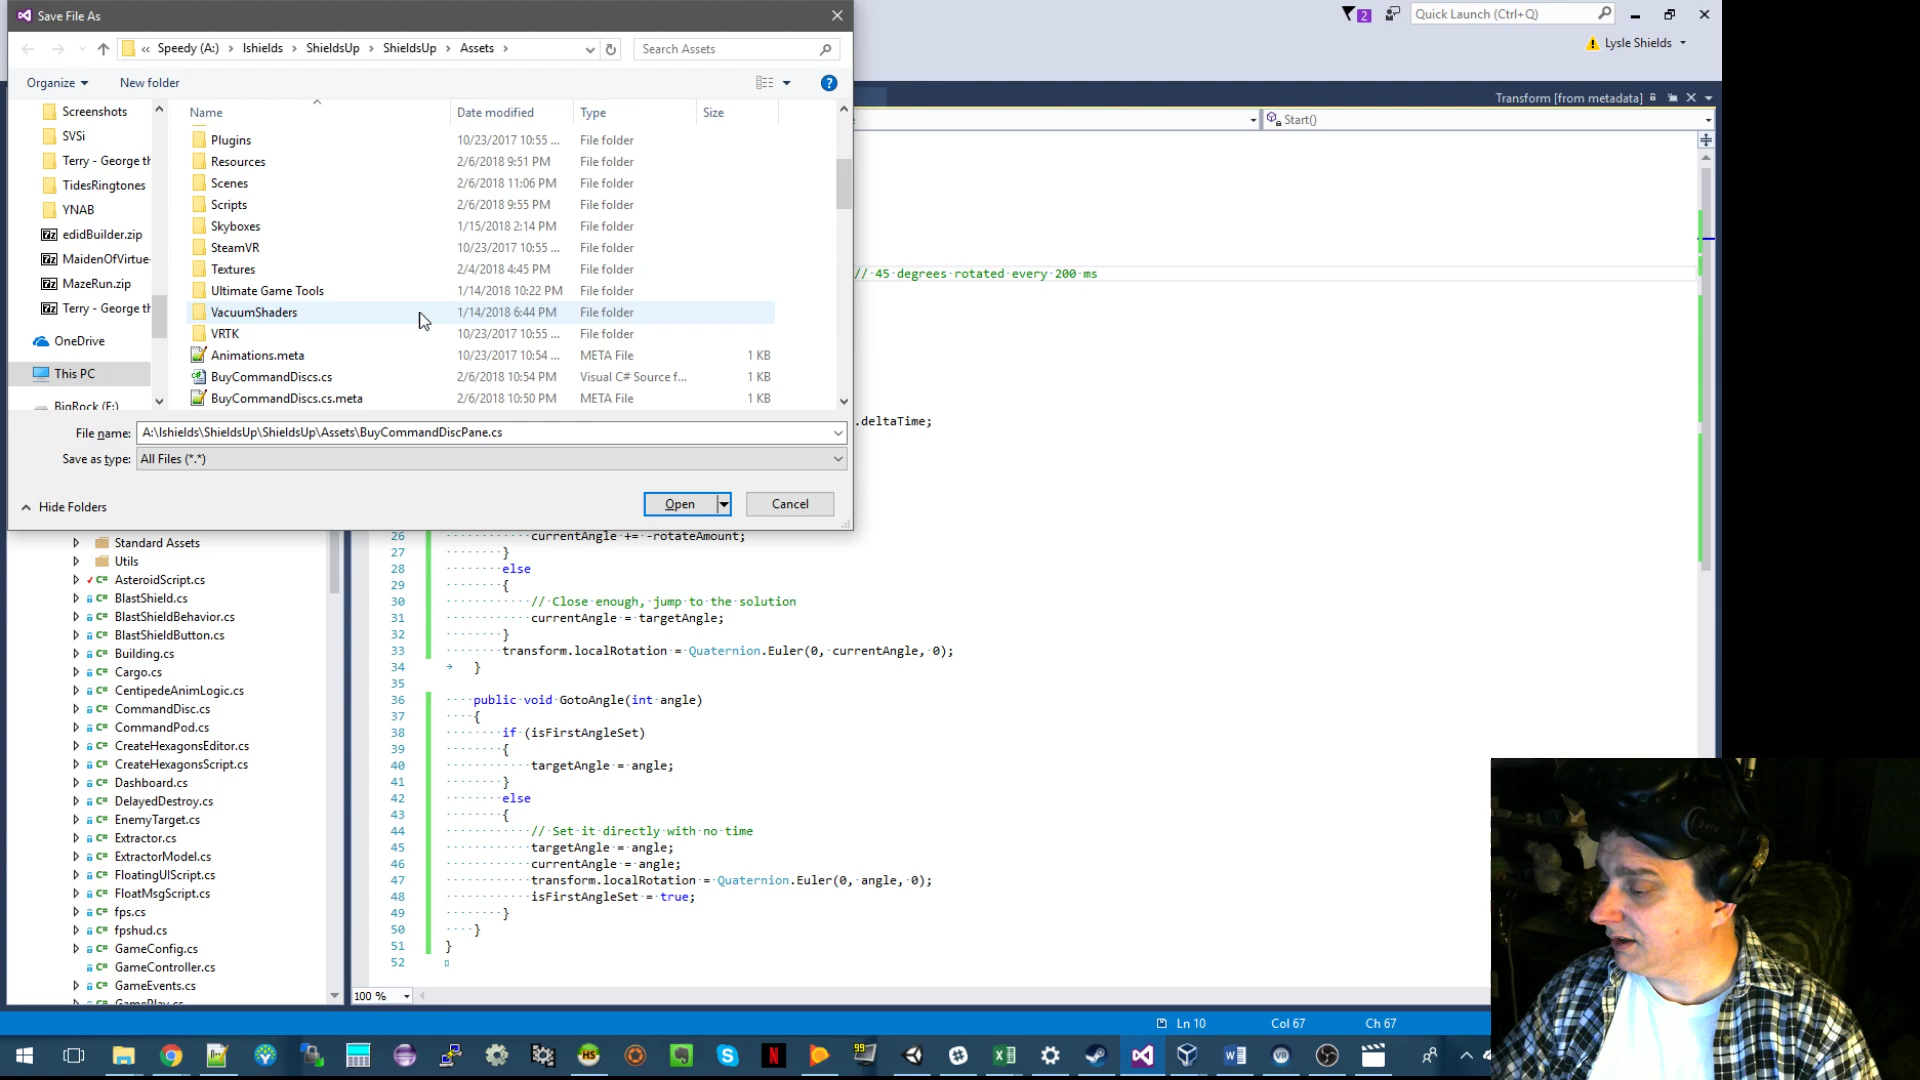 Save File As
2
Quick Launch (Ctrl+Q)
Lysle Shields
« Speedy (A:) > lshields > ShieldsUp > ShieldsUp > Assets >
Search Assets
Organize
New folder
Transform [from metadata]
Start()
Name
Date modified
Type
Size
Screenshots
SVSi
Terry - George th
TidesRingtones
YNAB
edidBuilder.zip
MaidenOfVirtue-
MazeRun.zip
Terry - George th
OneDrive
This PC
BigRock (F:)
Plugins 10/23/2017 10:55 ... File folder
Resources 2/6/2018 9:51 PM File folder
Scenes 2/6/2018 11:06 PM File folder
Scripts 2/6/2018 9:55 PM File folder
Skyboxes 1/15/2018 2:14 PM File folder
SteamVR 10/23/2017 10:55 ... File folder
Textures 2/4/2018 4:45 PM File folder
Ultimate Game Tools 1/14/2018 10:22 PM File folder
VacuumShaders 1/14/2018 6:44 PM File folder
VRTK 10/23/2017 10:55 ... File folder
Animations.meta 10/23/2017 10:54 ... META File 1 KB
BuyCommandDiscs.cs 2/6/2018 10:54 PM Visual C# Source f... 1 KB
BuyCommandDiscs.cs.meta 2/6/2018 10:50 PM META File 1 KB
File name: A:\lshields\ShieldsUp\ShieldsUp\Assets\BuyCommandDiscPane.cs
Save as type: All Files (*.*)
Hide Folders
Open
Cancel
// 45 degrees rotated every 200 ms
.deltaTime;
Standard Assets
Utils
AsteroidScript.cs
BlastShield.cs
BlastShieldBehavior.cs
BlastShieldButton.cs
Building.cs
Cargo.cs
CentipedeAnimLogic.cs
CommandDisc.cs
CommandPod.cs
CreateHexagonsEditor.cs
CreateHexagonsScript.cs
Dashboard.cs
DelayedDestroy.cs
EnemyTarget.cs
Extractor.cs
ExtractorModel.cs
FloatingUIScript.cs
FloatMsgScript.cs
fps.cs
fpshud.cs
GameConfig.cs
GameController.cs
GameEvents.cs
GamePlay.cs
26 currentAngle += -rotateAmount;
27 }
28 else
29 {
30 // Close enough, jump to the solution
31 currentAngle = targetAngle;
32 }
33 transform.localRotation = Quaternion.Euler(0, currentAngle, 0);
34 }
35
36 public void GotoAngle(int angle)
37 {
38 if (isFirstAngleSet)
39 {
40 targetAngle = angle;
41 }
42 else
43 {
44 // Set it directly with no time
45 targetAngle = angle;
46 currentAngle = angle;
47 transform.localRotation = Quaternion.Euler(0, angle, 0);
48 isFirstAngleSet = true;
49 }
50 }
51 }
52
100 %
Ln 10
Col 67
Ch 67
99